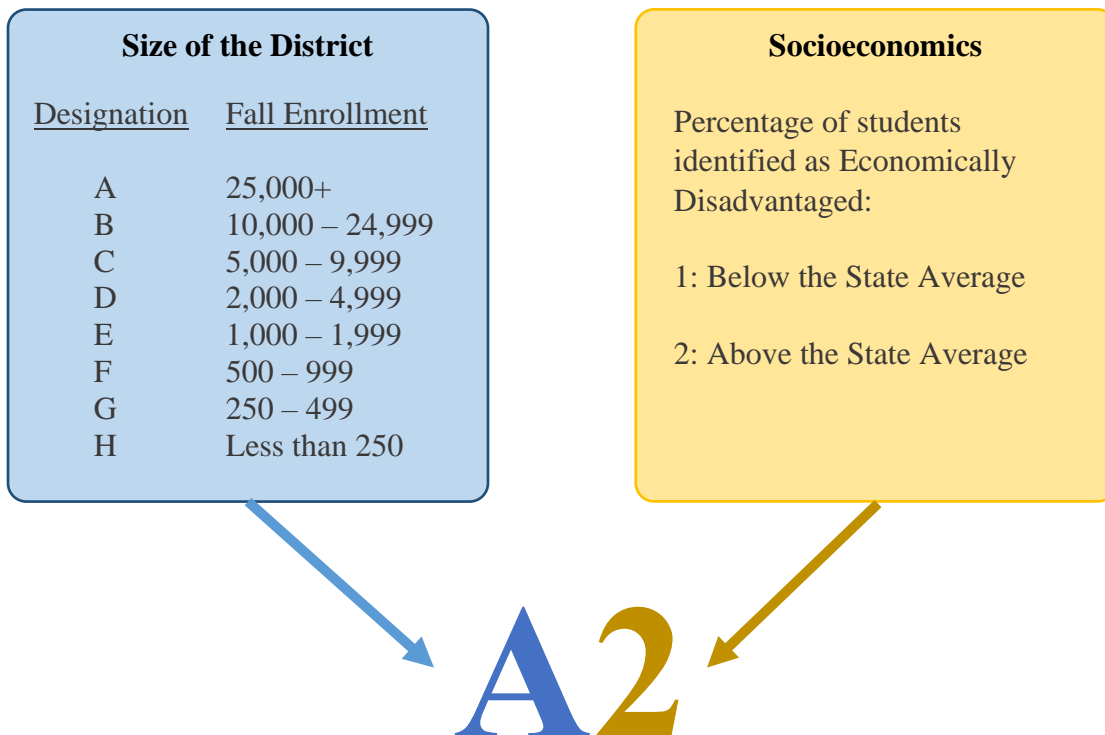 Size of the District
Designation Fall Enrollment
A 25,000+
B 10,000 – 24,999
C 5,000 – 9,999
D 2,000 – 4,999
E 1,000 – 1,999
F 500 – 999
G 250 – 499
H Less than 250
Socioeconomics
Percentage of students
identified as Economically
Disadvantaged:
1: Below the State Average
2: Above the State Average
A2